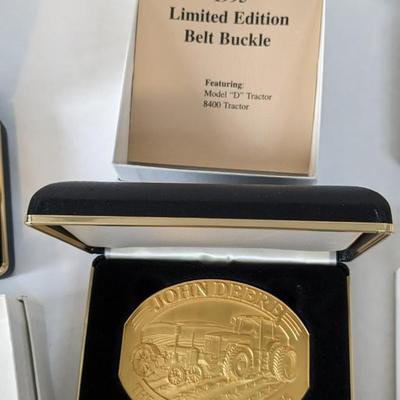 Limited Edition
Belt Buckle
Featuring:
Model "D" Tractor
8400 Tractor
JOHN DEERE